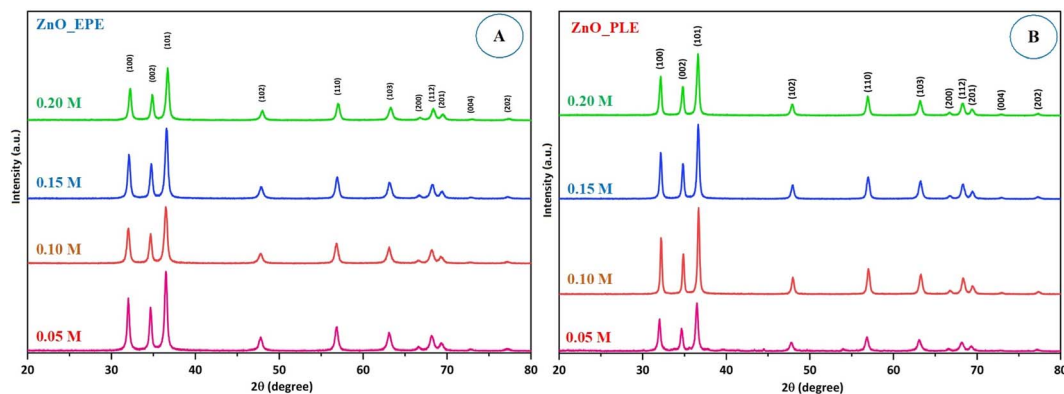 ZnO_EPE
A
(100)
(002)
(101)
(102)
(110)
(103)
(200)
(112)
(201)
(004)
(202)
0.20 M
0.15 M
0.10 M
0.05 M
Intensity (a.u.)
20 30 40 50 60 70 80
2θ (degree)
ZnO_PLE
B
(100)
(002)
(101)
(102)
(110)
(103)
(200)
(112)
(201)
(004)
(202)
0.20 M
0.15 M
0.10 M
0.05 M
Intensity (a.u.)
20 30 40 50 60 70 80
2θ (degree)